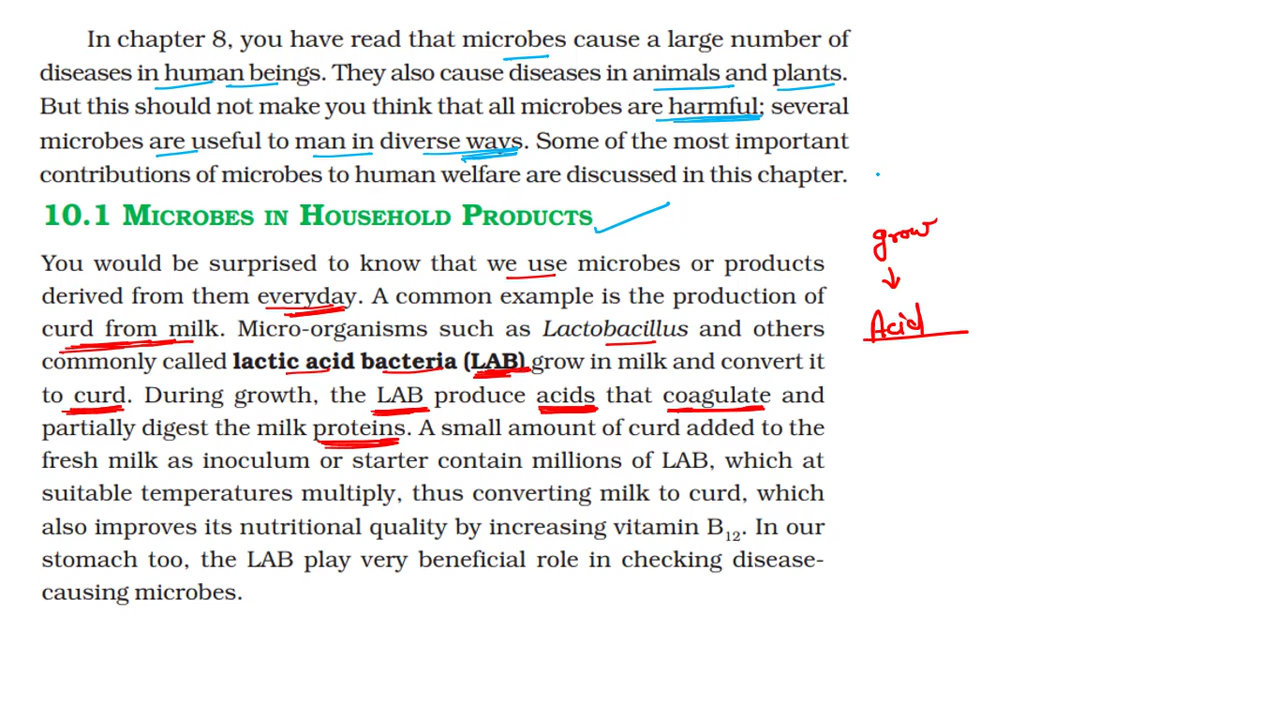 In chapter 8, you have read that microbes cause a large number of
diseases in human beings. They also cause diseases in animals and plants.
But this should not make you think that all microbes are harmful; several
microbes are useful to man in diverse ways. Some of the most important
contributions of microbes to human welfare are discussed in this chapter.
10.1 MICROBES IN HOUSEHOLD PRODUCTS
You would be surprised to know that we use microbes or products
derived from them everyday. A common example is the production of
curd from milk. Micro-organisms such as Lactobacillus and others
commonly called lactic acid bacteria (LAB) grow in milk and convert it
to curd. During growth, the LAB produce acids that coagulate and
partially digest the milk proteins. A small amount of curd added to the
fresh milk as inoculum or starter contain millions of LAB, which at
suitable temperatures multiply, thus converting milk to curd, which
also improves its nutritional quality by increasing vitamin B₁₂. In our
stomach too, the LAB play very beneficial role in checking disease-
causing microbes.
grow
↓
Acid